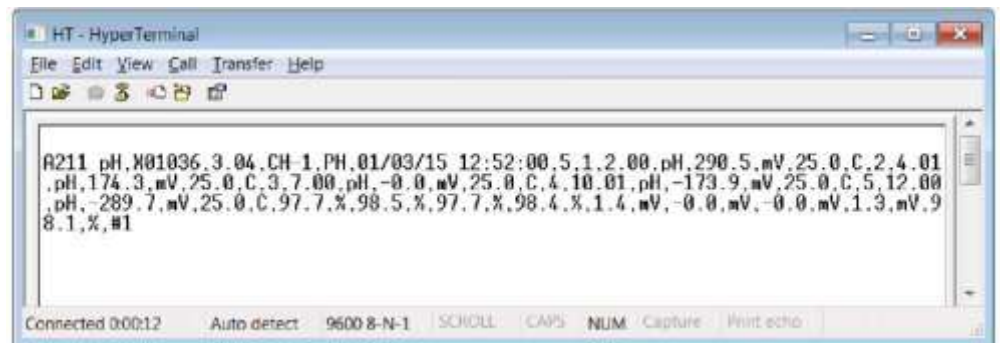 HT - HyperTerminal
File Edit View Call Transfer Help
A211 pH,X01036,3.04,CH-1,PH,01/03/15 12:52:00,5,1,2.00,pH,290.5,mV,25.0,C,2,4.01
,pH,174.3,mV,25.0,C,3,7.00,pH,-0.0,mV,25.0,C,4,10.01,pH,-173.9,mV,25.0,C,5,12.00
,pH,-289.7,mV,25.0,C,97.7,%,98.5,%,97.7,%,98.4,%,1.4,mV,-0.0,mV,-0.0,mV,1.3,mV,9
8.1,%,#1
Connected 0:00:12 Auto detect 9600 8-N-1 SCROLL CAPS NUM Capture Print echo